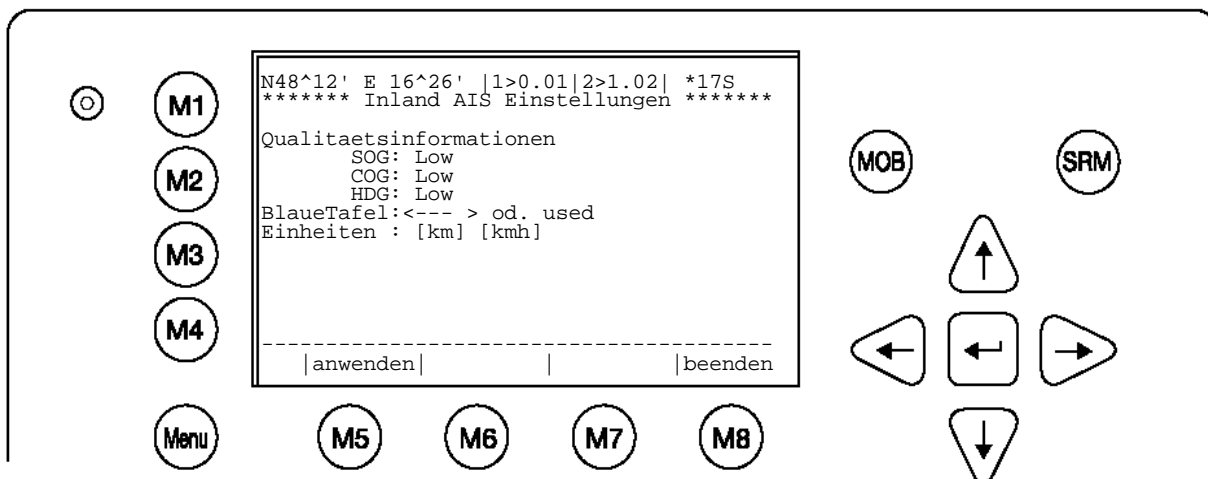 N48^12' E 16^26' |1>0.01|2>1.02| *17S
******* Inland AIS Einstellungen *******
Qualitaetsinformationen
SOG: Low
COG: Low
HDG: Low
BlaueTafel:<--- > od. used
Einheiten : [km] [kmh]
----------------------------------------
|anwenden| | |beenden
M1
M2
M3
M4
Menu
M5
M6
M7
M8
MOB
SRM